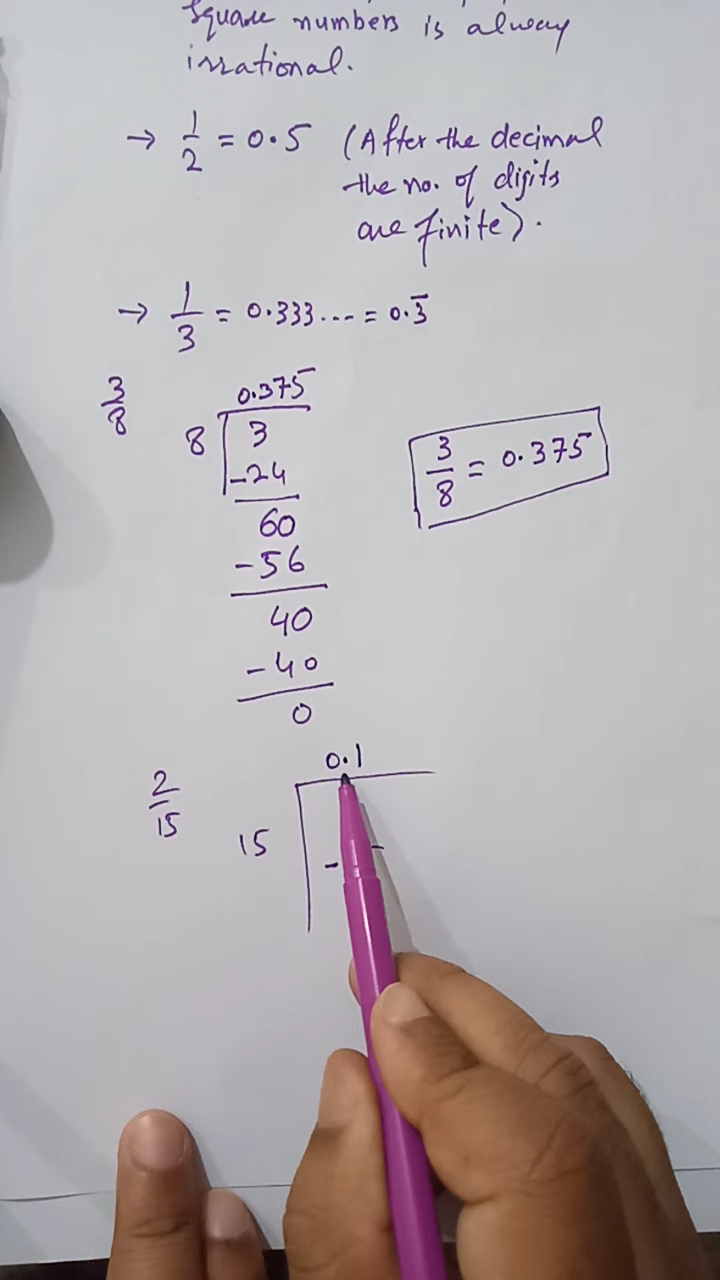 square numbers is alway
irrational.
→ 1/2 = 0.5 (After the decimal
the no. of digits
are finite).
→ 1/3 = 0.333... = 0.3̅
3/8
0.375
8 3
-24
60
-56
40
-40
0
3/8 = 0.375
2/15
0.1
15
-